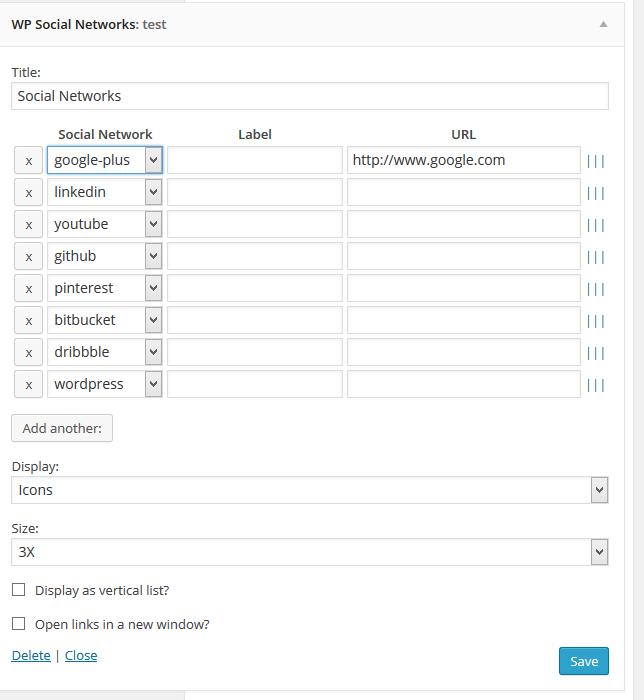 WP Social Networks: test
Title:
Social Networks
Social Network Label URL
x google-plus http://www.google.com |||
x linkedin |||
x youtube |||
x github |||
x pinterest |||
x bitbucket |||
x dribbble |||
x wordpress |||
Add another:
Display:
Icons
Size:
3X
Display as vertical list?
Open links in a new window?
Delete | Close Save